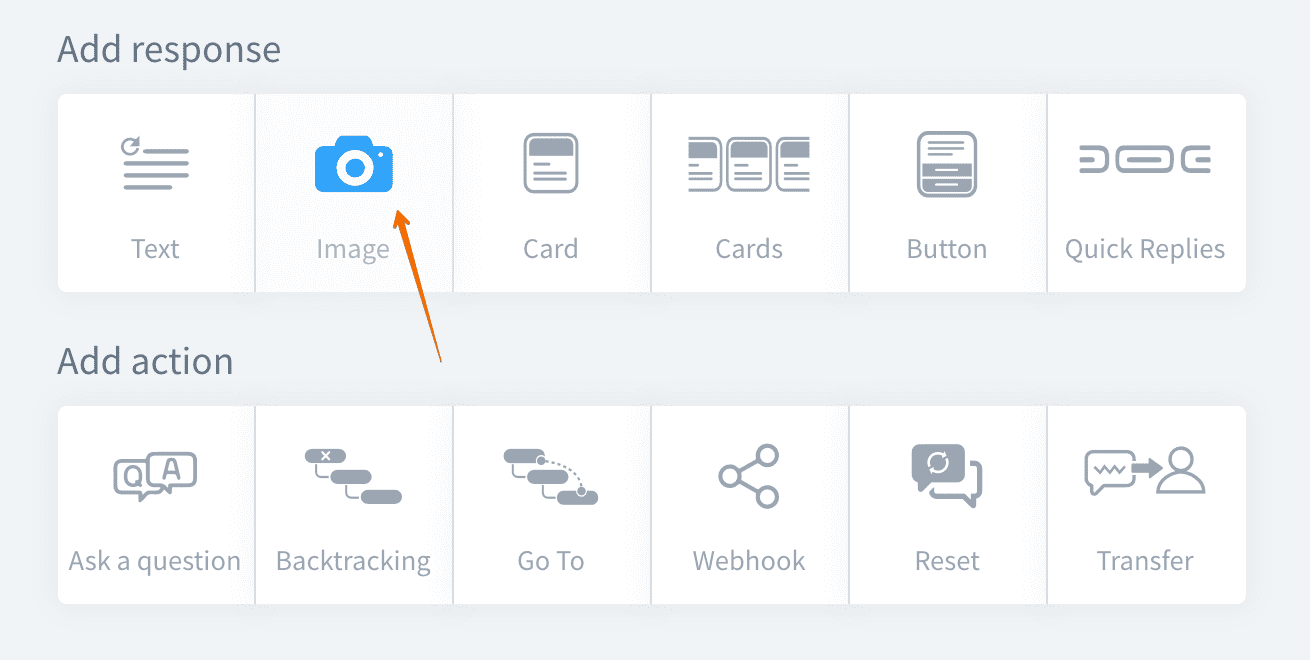 Add response
Text
Image
Card
Cards
Button
Quick Replies
Add action
Q A
Ask a question
Backtracking
Go To
Webhook
Reset
Transfer